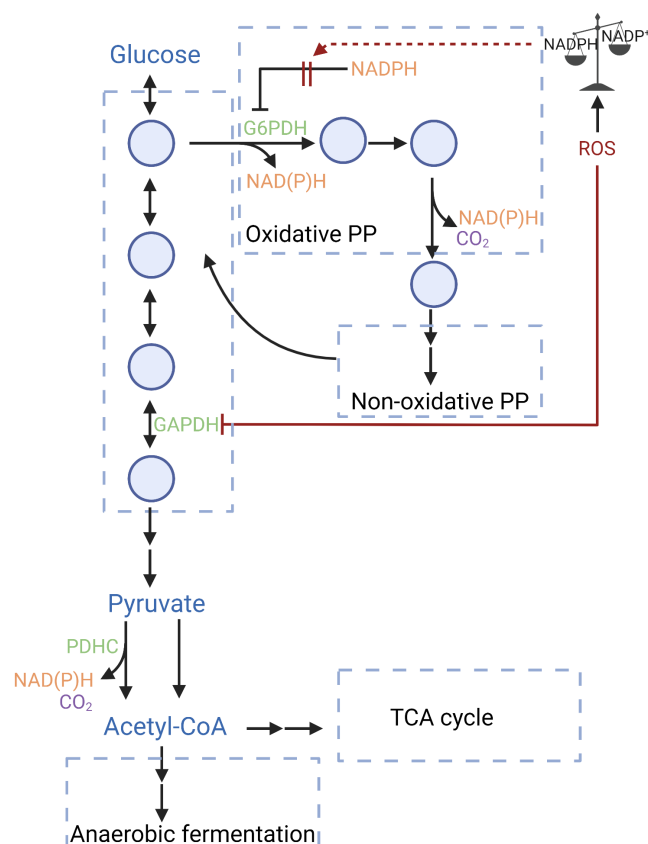 Glucose
NADPH
NADP⁺
NADPH
G6PDH
NAD(P)H
ROS
NAD(P)H
CO₂
Oxidative PP
Non-oxidative PP
GAPDH
Pyruvate
PDHC
NAD(P)H
CO₂
Acetyl-CoA
TCA cycle
Anaerobic fermentation